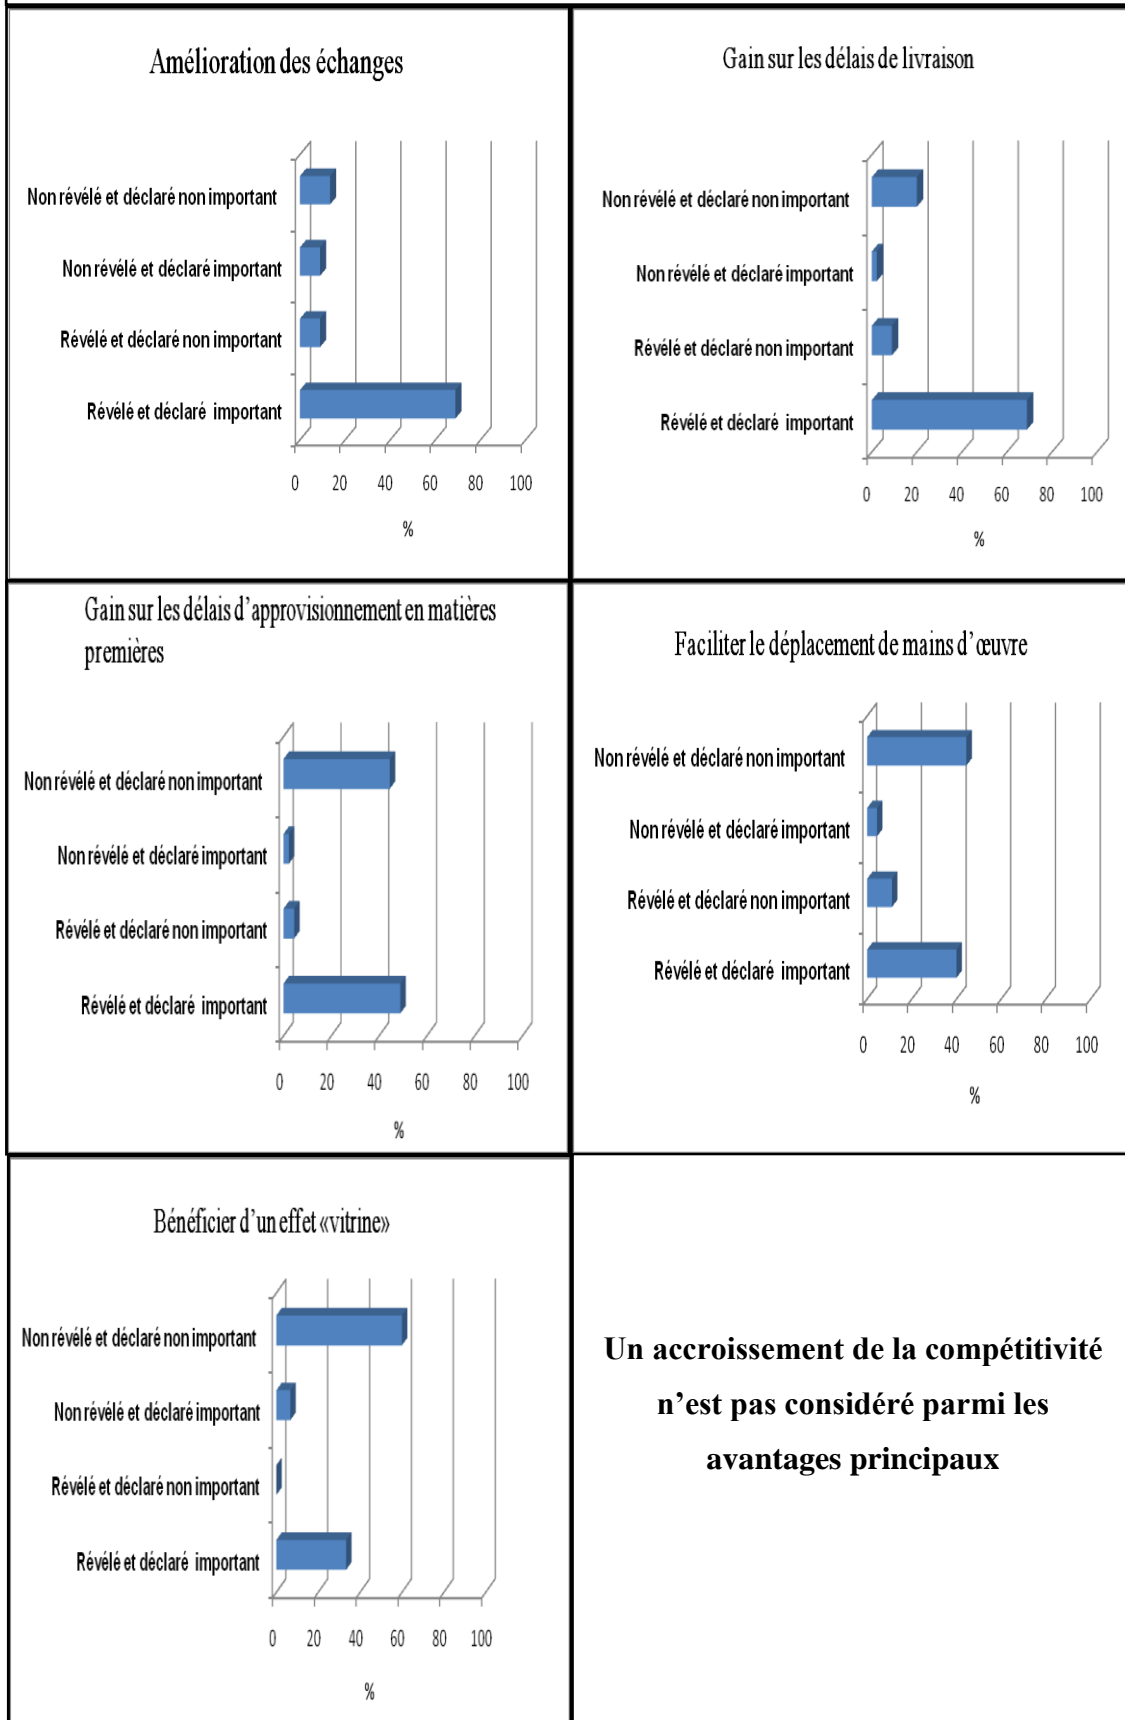 Amélioration des échanges
Non révélé et déclaré non important
Non révélé et déclaré important
Révélé et déclaré non important
Révélé et déclaré important
0 20 40 60 80 100
%
Gain sur les délais de livraison
Non révélé et déclaré non important
Non révélé et déclaré important
Révélé et déclaré non important
Révélé et déclaré important
0 20 40 60 80 100
%
Gain sur les délais d’approvisionnement en matières
premières
Non révélé et déclaré non important
Non révélé et déclaré important
Révélé et déclaré non important
Révélé et déclaré important
0 20 40 60 80 100
%
Faciliter le déplacement de mains d’œuvre
Non révélé et déclaré non important
Non révélé et déclaré important
Révélé et déclaré non important
Révélé et déclaré important
0 20 40 60 80 100
%
Bénéficier d’un effet «vitrine»
Non révélé et déclaré non important
Non révélé et déclaré important
Révélé et déclaré non important
Révélé et déclaré important
0 20 40 60 80 100
%
Un accroissement de la compétitivité
n’est pas considéré parmi les
avantages principaux